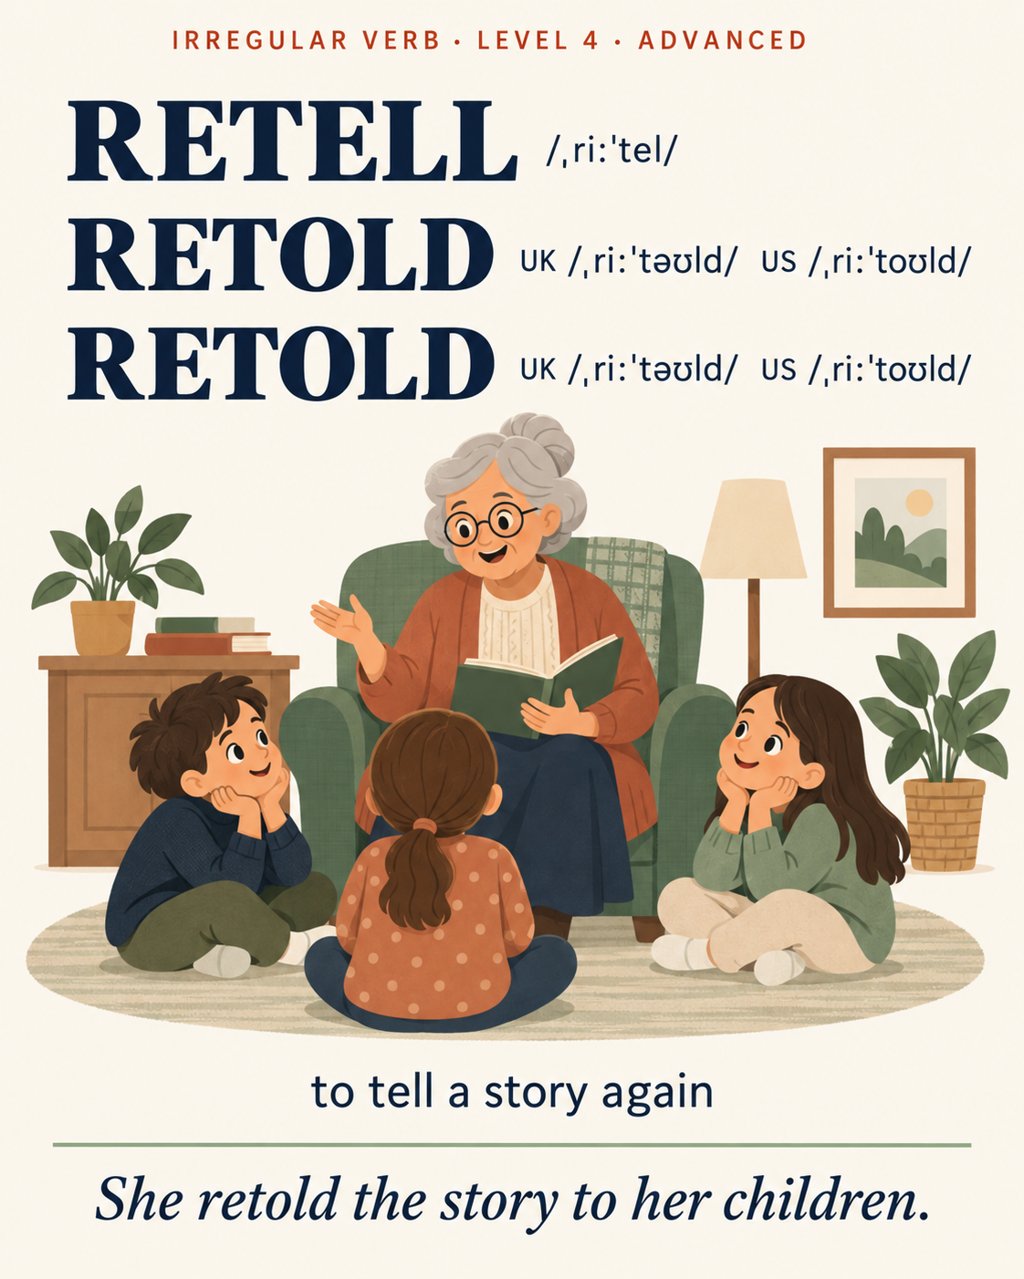 IRREGULAR VERB · LEVEL 4 · ADVANCED
RETELL /ˌriːˈtel/
RETOLD UK /ˌriːˈtəʊld/ US /ˌriːˈtoʊld/
RETOLD UK /ˌriːˈtəʊld/ US /ˌriːˈtoʊld/
to tell a story again
She retold the story to her children.